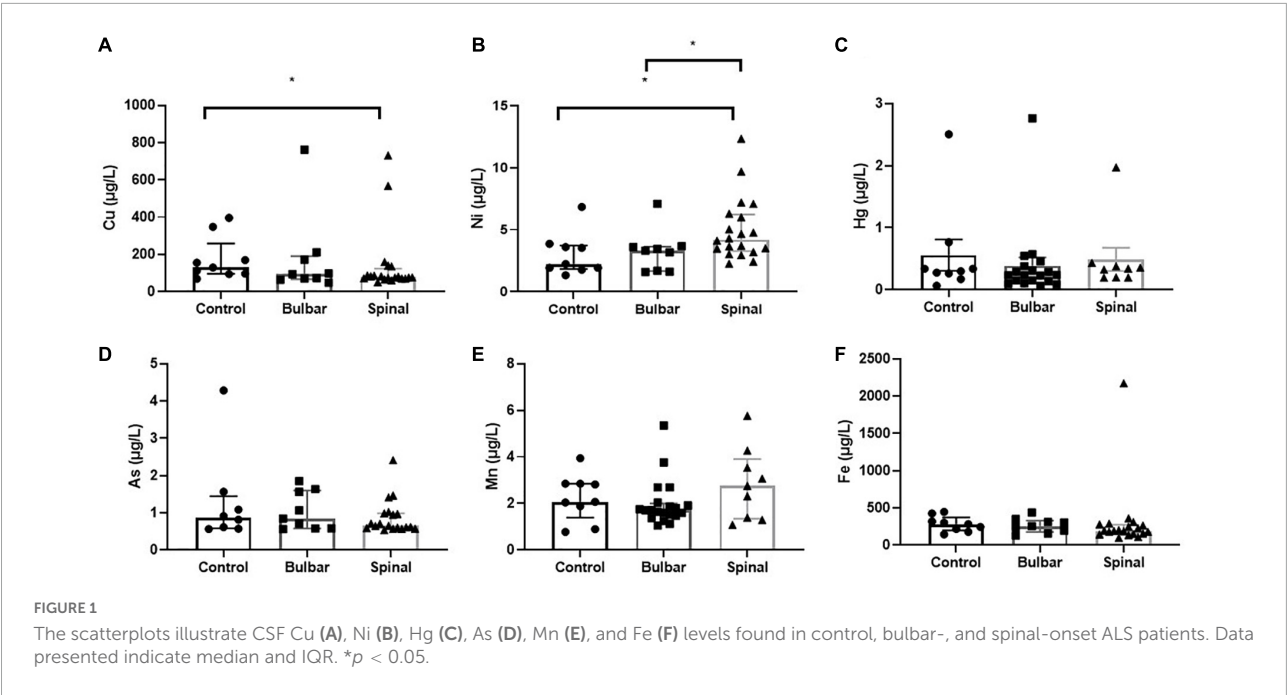 A
*
1000
800
600
400
200
0
Cu (µg/L)
Control Bulbar Spinal
B
*
*
15
10
5
0
Ni (µg/L)
Control Bulbar Spinal
C
3
2
1
0
Hg (µg/L)
Control Bulbar Spinal
D
5
4
3
2
1
0
As (µg/L)
Control Bulbar Spinal
E
8
6
4
2
0
Mn (µg/L)
Control Bulbar Spinal
F
2500
2000
1500
1000
500
0
Fe (µg/L)
Control Bulbar Spinal
FIGURE 1
The scatterplots illustrate CSF Cu (A), Ni (B), Hg (C), As (D), Mn (E), and Fe (F) levels found in control, bulbar-, and spinal-onset ALS patients. Data
presented indicate median and IQR. *p < 0.05.